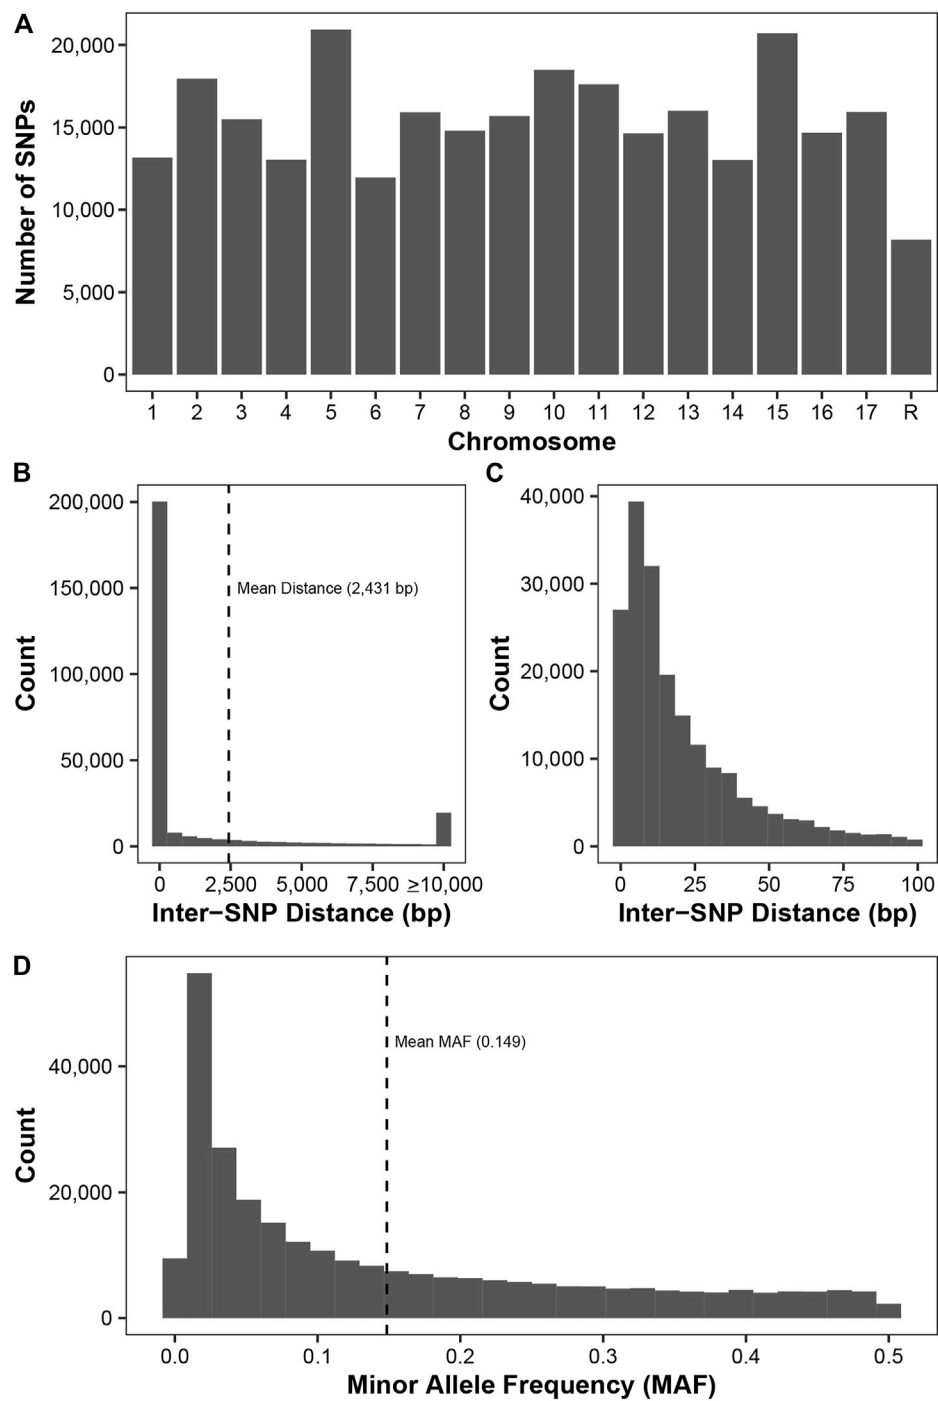 A
Number of SNPs
20,000
15,000
10,000
5,000
0
1 2 3 4 5 6 7 8 9 10 11 12 13 14 15 16 17 R
Chromosome
B
Count
200,000
150,000
100,000
50,000
0
Mean Distance (2,431 bp)
0 2,500 5,000 7,500 ≥10,000
Inter−SNP Distance (bp)
C
Count
40,000
30,000
20,000
10,000
0
0 25 50 75 100
Inter−SNP Distance (bp)
D
Count
40,000
20,000
0
Mean MAF (0.149)
0.0 0.1 0.2 0.3 0.4 0.5
Minor Allele Frequency (MAF)